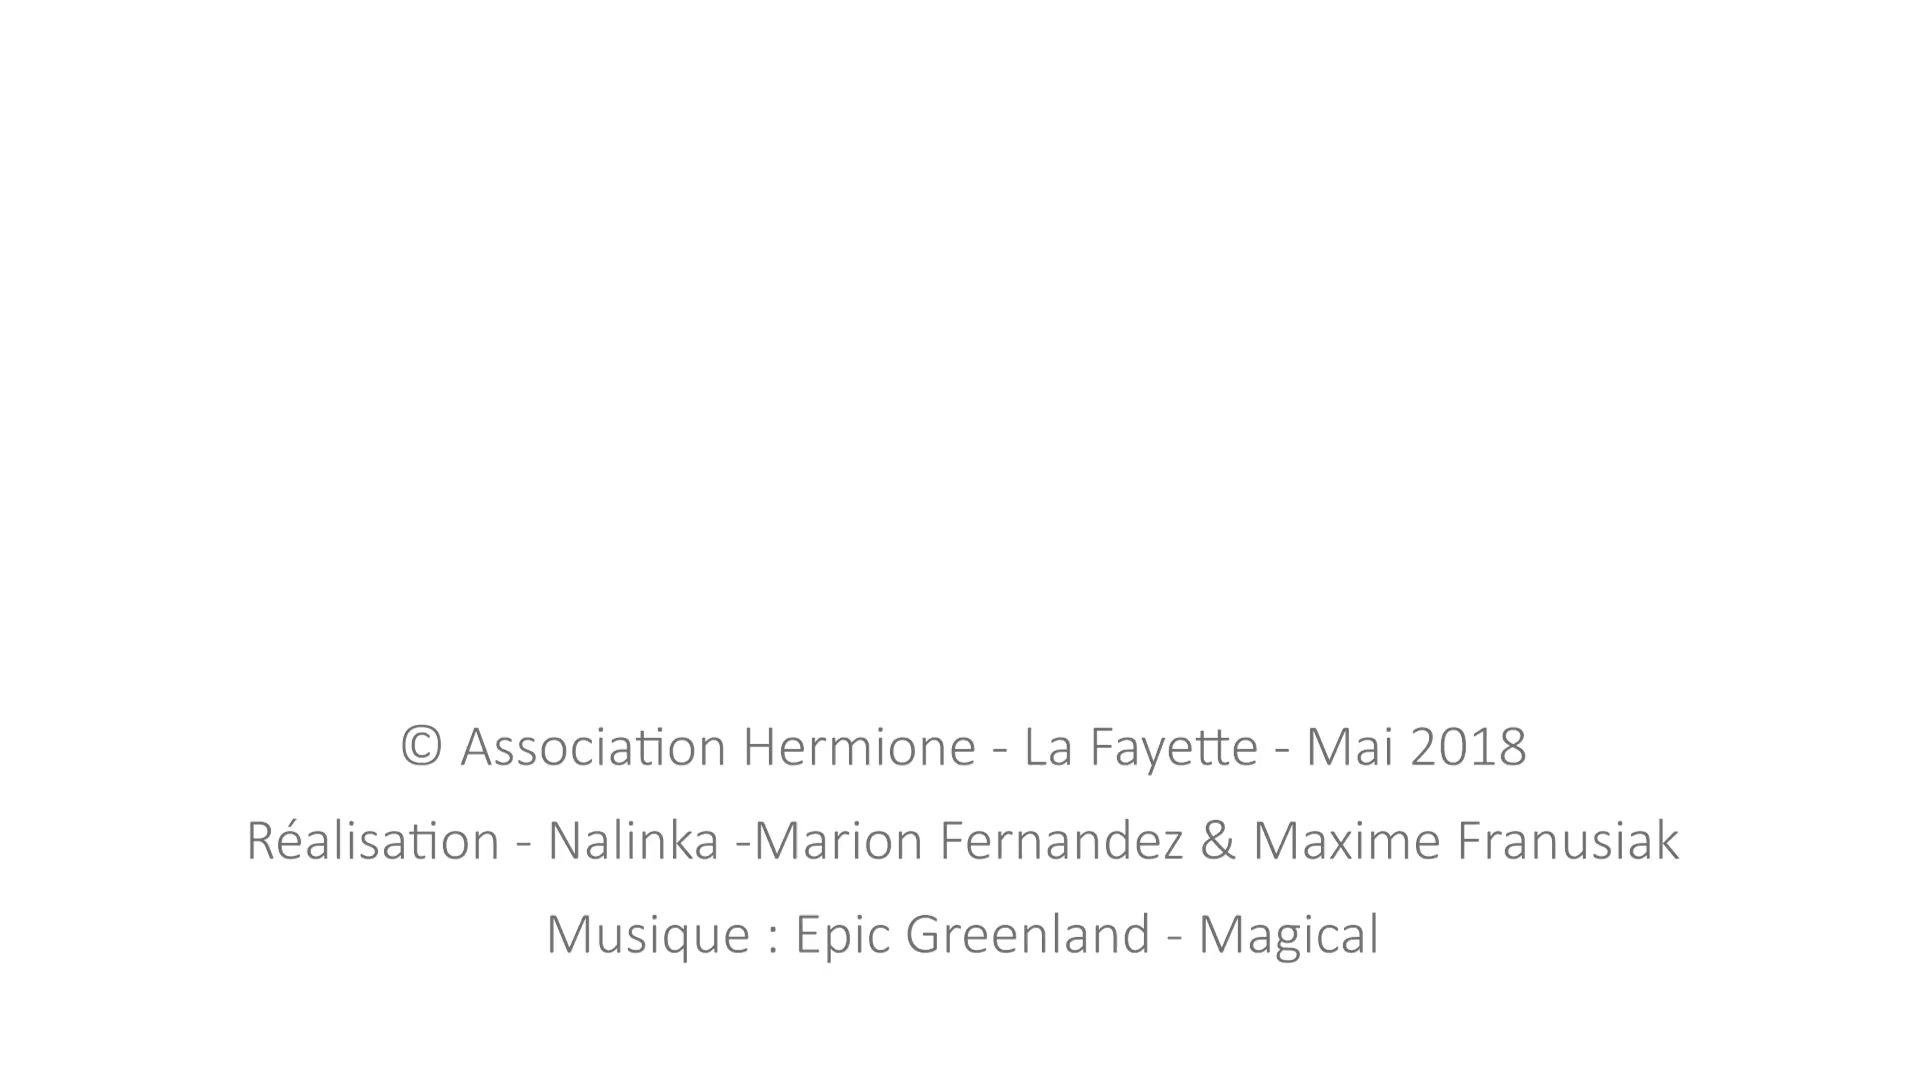 © Association Hermione - La Fayette - Mai 2018
Réalisation - Nalinka -Marion Fernandez & Maxime Franusiak
Musique : Epic Greenland - Magical